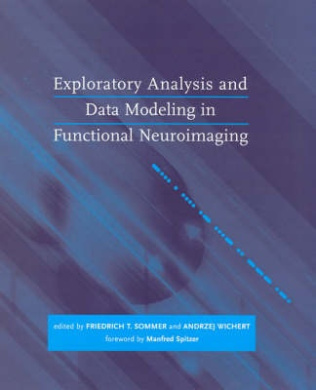 Exploratory Analysis and
Data Modeling in
Functional Neuroimaging
edited by FRIEDRICH T. SOMMER and ANDRZEJ WICHERT
foreword by Manfred Spitzer